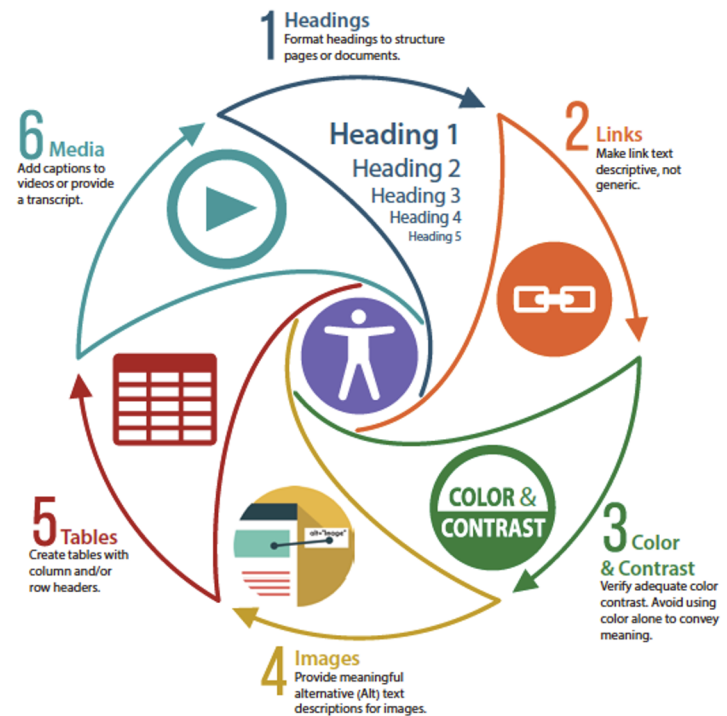 1 Headings
Format headings to structure
pages or documents.
Heading 1
Heading 2
Heading 3
Heading 4
Heading 5
2 Links
Make link text
descriptive, not
generic.
COLOR &
CONTRAST
3 Color
& Contrast
Verify adequate color
contrast. Avoid using
color alone to convey
meaning.
alt="image"
4 Images
Provide meaningful
alternative (Alt) text
descriptions for images.
5 Tables
Create tables with
column and/or
row headers.
6 Media
Add captions to
videos or provide
a transcript.